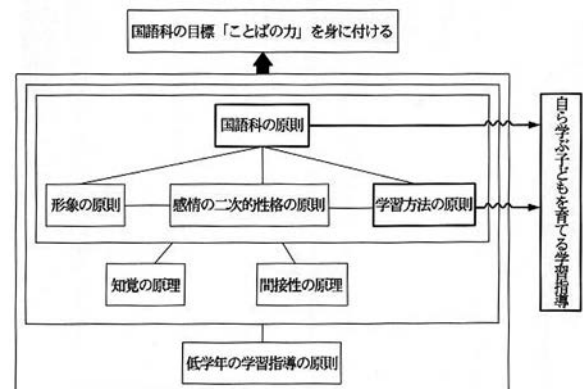 国語科の目標「ことばの力」を身に付ける
国語科の原則
形象の原則
感情の二次的性格の原則
学習方法の原則
知覚の原理
間接性の原理
低学年の学習指導の原則
自ら学ぶ子どもを育てる学習指導